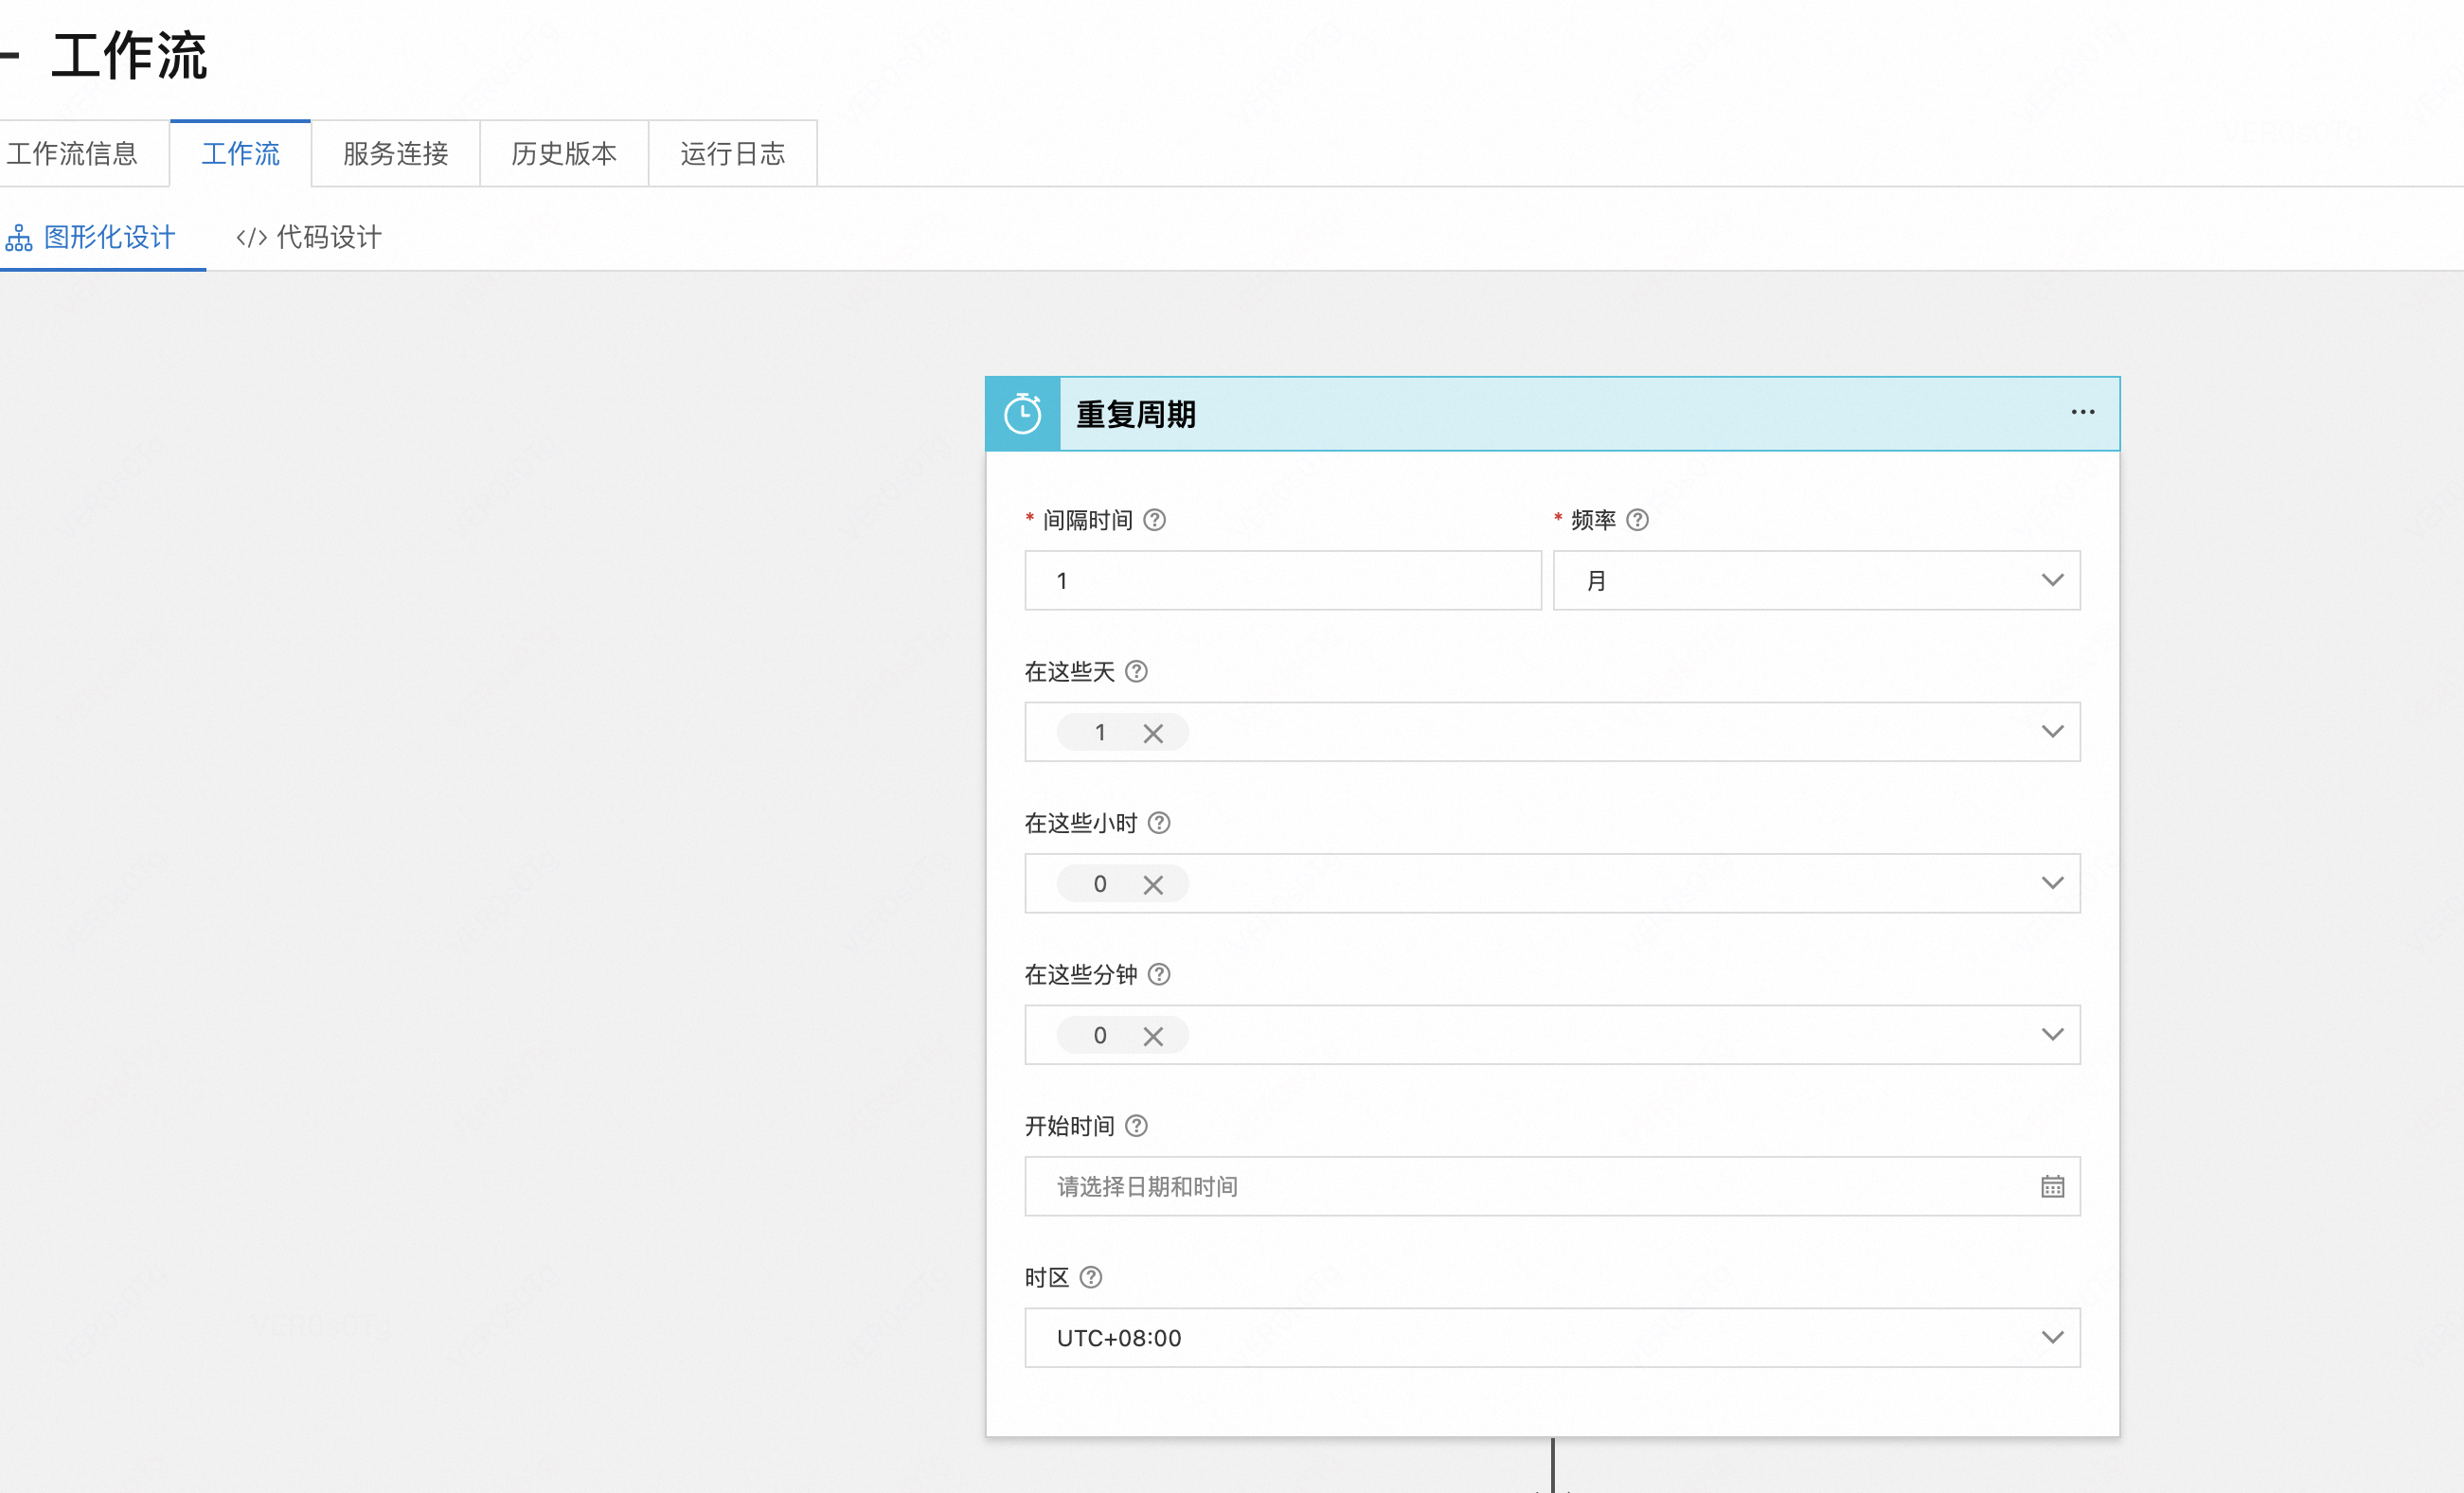 工作流
工作流信息 工作流 服务连接 历史版本 运行日志
图形化设计 </> 代码设计
重复周期 ...
* 间隔时间 ? * 频率 ?
1 月
在这些天 ?
1
在这些小时 ?
0
在这些分钟 ?
0
开始时间 ?
请选择日期和时间
时区 ?
UTC+08:00